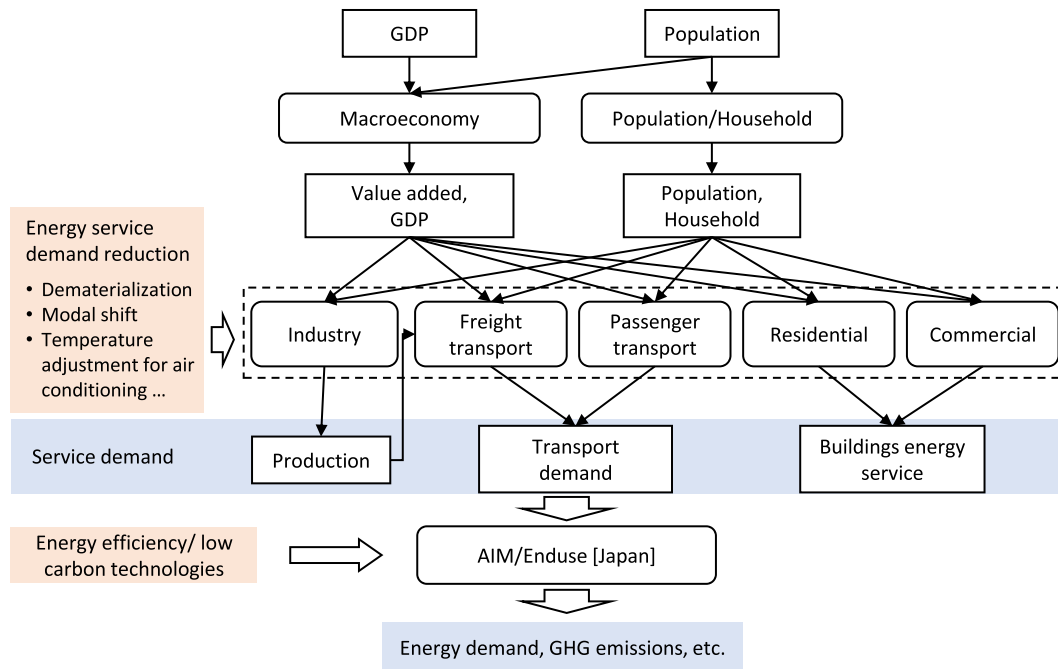 GDP
Population
Macroeconomy
Population/Household
Value added,
GDP
Population,
Household
Energy service
demand reduction
• Dematerialization
• Modal shift
• Temperature
adjustment for air
conditioning ...
Industry
Freight
transport
Passenger
transport
Residential
Commercial
Service demand
Production
Transport
demand
Buildings energy
service
Energy efficiency/ low
carbon technologies
AIM/Enduse [Japan]
Energy demand, GHG emissions, etc.